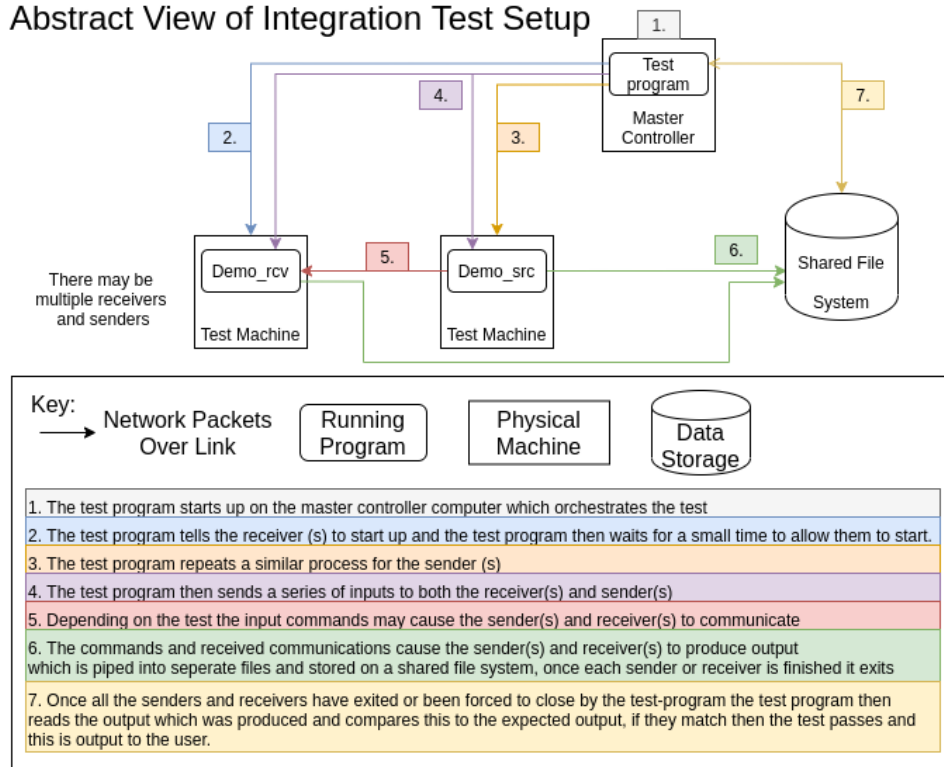 Abstract View of Integration Test Setup
1.
Test
program
Master
Controller
2.
4.
3.
7.
5.
6.
Demo_rcv
Test Machine
Demo_src
Test Machine
Shared File
System
There may be
multiple receivers
and senders
Key:
Network Packets
Over Link
Running
Program
Physical
Machine
Data
Storage
1. The test program starts up on the master controller computer which orchestrates the test
2. The test program tells the receiver (s) to start up and the test program then waits for a small time to allow them to start.
3. The test program repeats a similar process for the sender (s)
4. The test program then sends a series of inputs to both the receiver(s) and sender(s)
5. Depending on the test the input commands may cause the sender(s) and receiver(s) to communicate
6. The commands and received communications cause the sender(s) and receiver(s) to produce output
which is piped into seperate files and stored on a shared file system, once each sender or receiver is finished it exits
7. Once all the senders and receivers have exited or been forced to close by the test-program the test program then
reads the output which was produced and compares this to the expected output, if they match then the test passes and
this is output to the user.